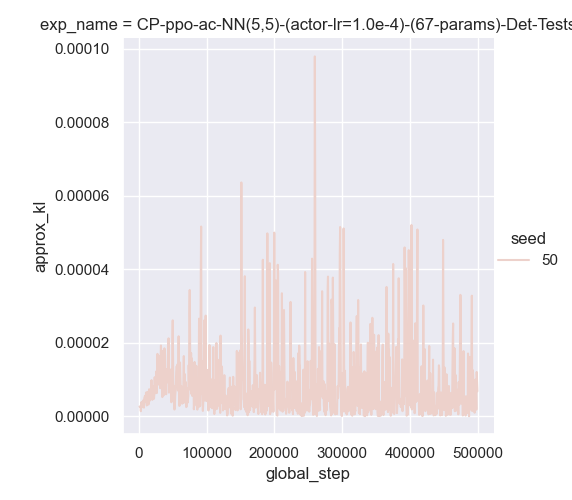 exp_name = CP-ppo-ac-NN(5,5)-(actor-lr=1.0e-4)-(67-params)-Det-Tests
0.00010
0.00008
0.00006
0.00004
0.00002
0.00000
approx_kl
seed
50
0 100000 200000 300000 400000 500000
global_step